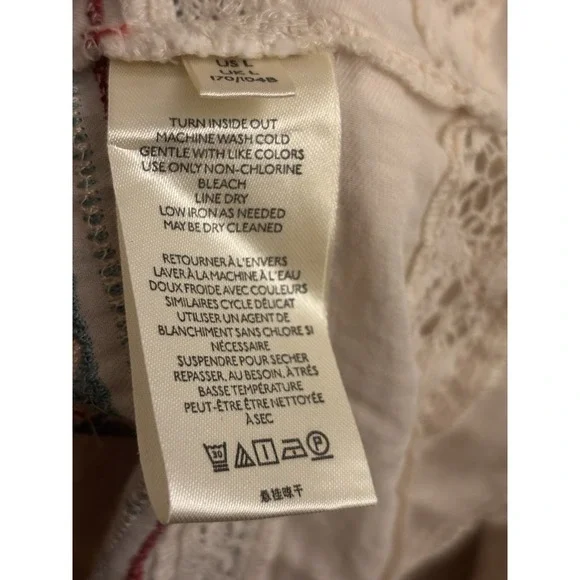 US L
UK L
170/104B
TURN INSIDE OUT
MACHINE WASH COLD
GENTLE WITH LIKE COLORS
USE ONLY NON-CHLORINE
BLEACH
LINE DRY
LOW IRON AS NEEDED
MAY BE DRY CLEANED
RETOURNER À L'ENVERS
LAVER À LA MACHINE À L'EAU
DOUX FROIDE AVEC COULEURS
SIMILAIRES CYCLE DÉLICAT
UTILISER UN AGENT DE
BLANCHIMENT SANS CHLORE SI
NÉCESSAIRE
SUSPENDRE POUR SECHER
REPASSER, AU BESOIN, À TRÉS
BASSE TEMPÉRATURE
PEUT-ÊTRE ÊTRE NETTOYÉE
À SEC
30 P
悬挂晾干